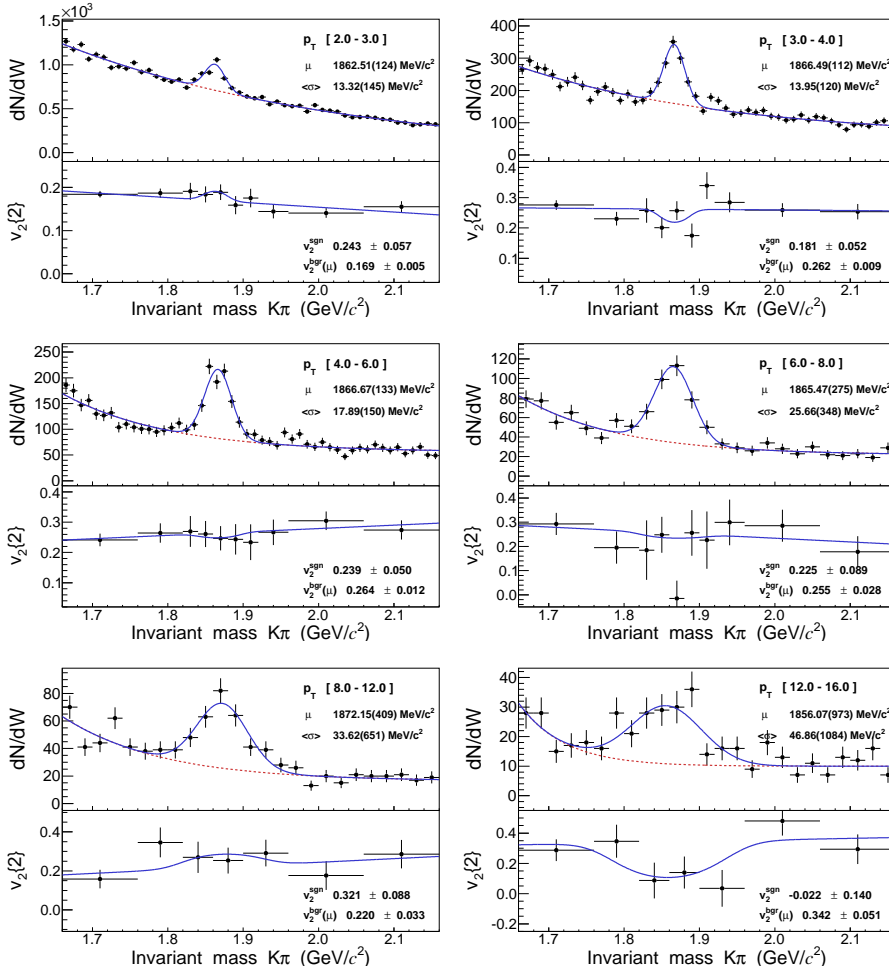 ×10³
p_T [ 2.0 - 3.0 ]
μ 1862.51(124) MeV/c²
<σ> 13.32(145) MeV/c²
dN/dW
1.5
1.0
0.5
0.0
v₂{2}
0.2
0.1
0.0
v₂^sgn 0.243 ± 0.057
v₂^bgr(μ) 0.169 ± 0.005
1.7 1.8 1.9 2.0 2.1
Invariant mass Kπ (GeV/c²)
p_T [ 3.0 - 4.0 ]
μ 1866.49(112) MeV/c²
<σ> 13.95(120) MeV/c²
dN/dW
400
300
200
100
0
v₂{2}
0.4
0.3
0.2
0.1
v₂^sgn 0.181 ± 0.052
v₂^bgr(μ) 0.262 ± 0.009
1.7 1.8 1.9 2.0 2.1
Invariant mass Kπ (GeV/c²)
p_T [ 4.0 - 6.0 ]
μ 1866.67(133) MeV/c²
<σ> 17.89(150) MeV/c²
dN/dW
250
200
150
100
50
0
v₂{2}
0.4
0.3
0.2
0.1
v₂^sgn 0.239 ± 0.050
v₂^bgr(μ) 0.264 ± 0.012
1.7 1.8 1.9 2.0 2.1
Invariant mass Kπ (GeV/c²)
p_T [ 6.0 - 8.0 ]
μ 1865.47(275) MeV/c²
<σ> 25.66(348) MeV/c²
dN/dW
120
100
80
60
40
20
0
v₂{2}
0.4
0.3
0.2
0.1
0.0
v₂^sgn 0.225 ± 0.089
v₂^bgr(μ) 0.255 ± 0.028
1.7 1.8 1.9 2.0 2.1
Invariant mass Kπ (GeV/c²)
p_T [ 8.0 - 12.0 ]
μ 1872.15(409) MeV/c²
<σ> 33.62(651) MeV/c²
dN/dW
80
60
40
20
0
v₂{2}
0.4
0.2
0.0
v₂^sgn 0.321 ± 0.088
v₂^bgr(μ) 0.220 ± 0.033
1.7 1.8 1.9 2.0 2.1
Invariant mass Kπ (GeV/c²)
p_T [ 12.0 - 16.0 ]
μ 1856.07(973) MeV/c²
<σ> 46.86(1084) MeV/c²
dN/dW
40
30
20
10
0
v₂{2}
0.4
0.2
0.0
-0.2
v₂^sgn -0.022 ± 0.140
v₂^bgr(μ) 0.342 ± 0.051
1.7 1.8 1.9 2.0 2.1
Invariant mass Kπ (GeV/c²)